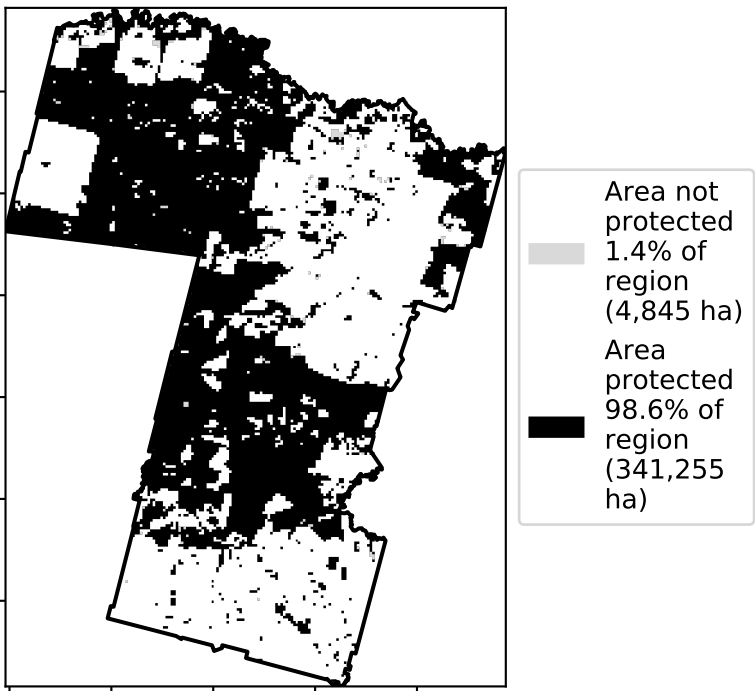 Area not
protected
1.4% of
region
(4,845 ha)
Area
protected
98.6% of
region
(341,255
ha)